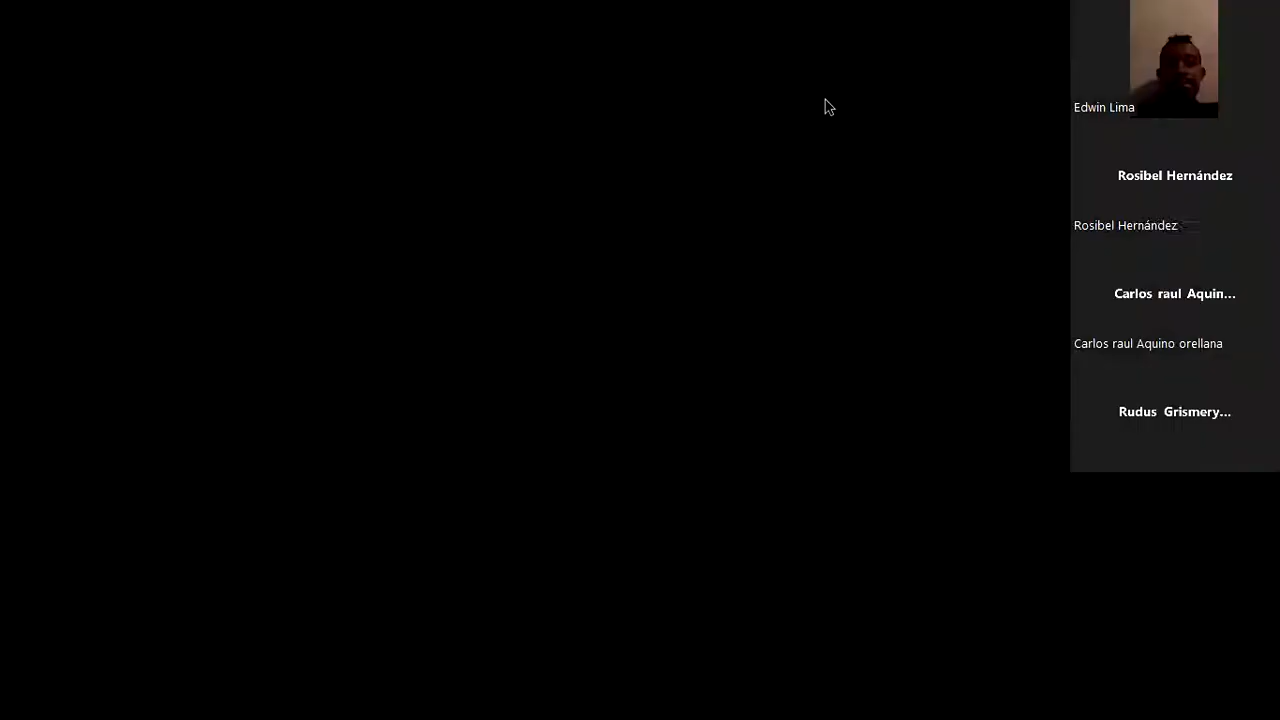 Edwin Lima
Rosibel Hernández
Rosibel Hernández
Carlos raul Aquin...
Carlos raul Aquino orellana
Rudus Grismery...